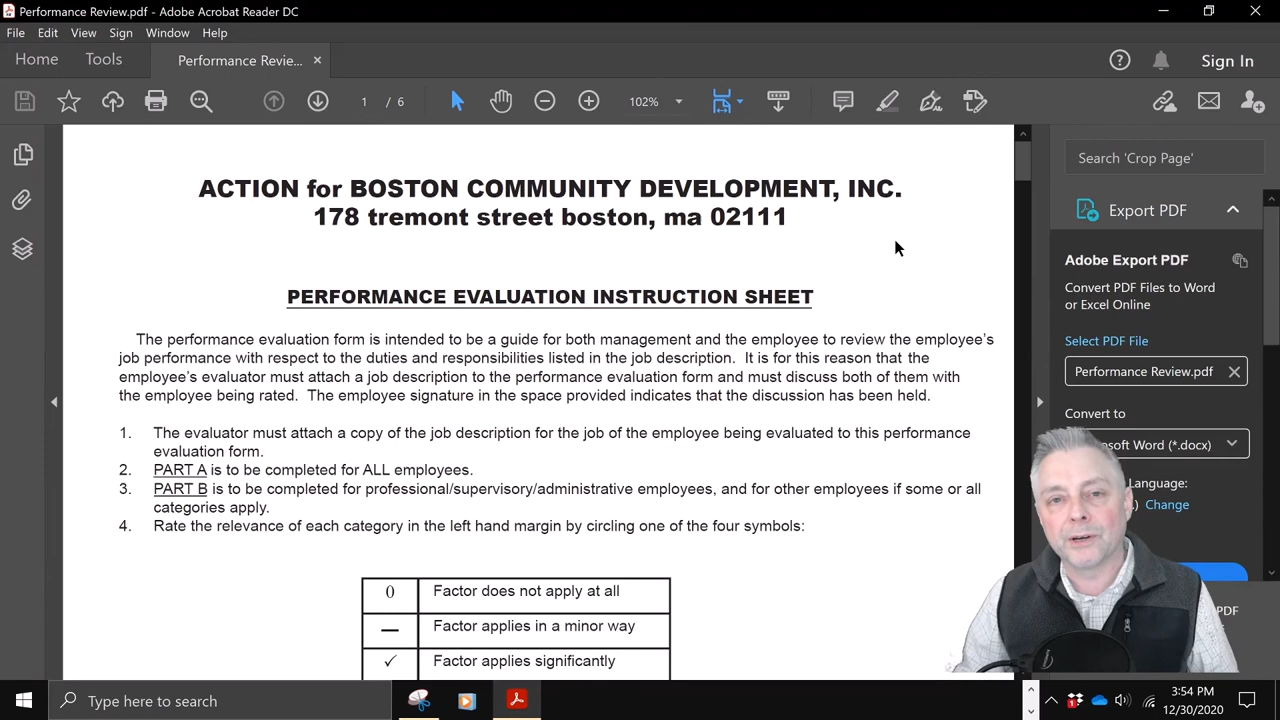 Performance Review.pdf - Adobe Acrobat Reader DC
File Edit View Sign Window Help
Home Tools Performance Revie... Sign In
1 / 6 102%
ACTION for BOSTON COMMUNITY DEVELOPMENT, INC.
178 tremont street boston, ma 02111
PERFORMANCE EVALUATION INSTRUCTION SHEET
The performance evaluation form is intended to be a guide for both management and the employee to review the employee's
job performance with respect to the duties and responsibilities listed in the job description. It is for this reason that the
employee's evaluator must attach a job description to the performance evaluation form and must discuss both of them with
the employee being rated. The employee signature in the space provided indicates that the discussion has been held.
1. The evaluator must attach a copy of the job description for the job of the employee being evaluated to this performance
evaluation form.
2. PART A is to be completed for ALL employees.
3. PART B is to be completed for professional/supervisory/administrative employees, and for other employees if some or all
categories apply.
4. Rate the relevance of each category in the left hand margin by circling one of the four symbols:
0 Factor does not apply at all
— Factor applies in a minor way
✓ Factor applies significantly
Search 'Crop Page'
Export PDF
Adobe Export PDF
Convert PDF Files to Word
or Excel Online
Select PDF File
Performance Review.pdf
Convert to
osoft Word (*.docx)
Language:
.) Change
PDF
Type here to search
1
3:54 PM
12/30/2020